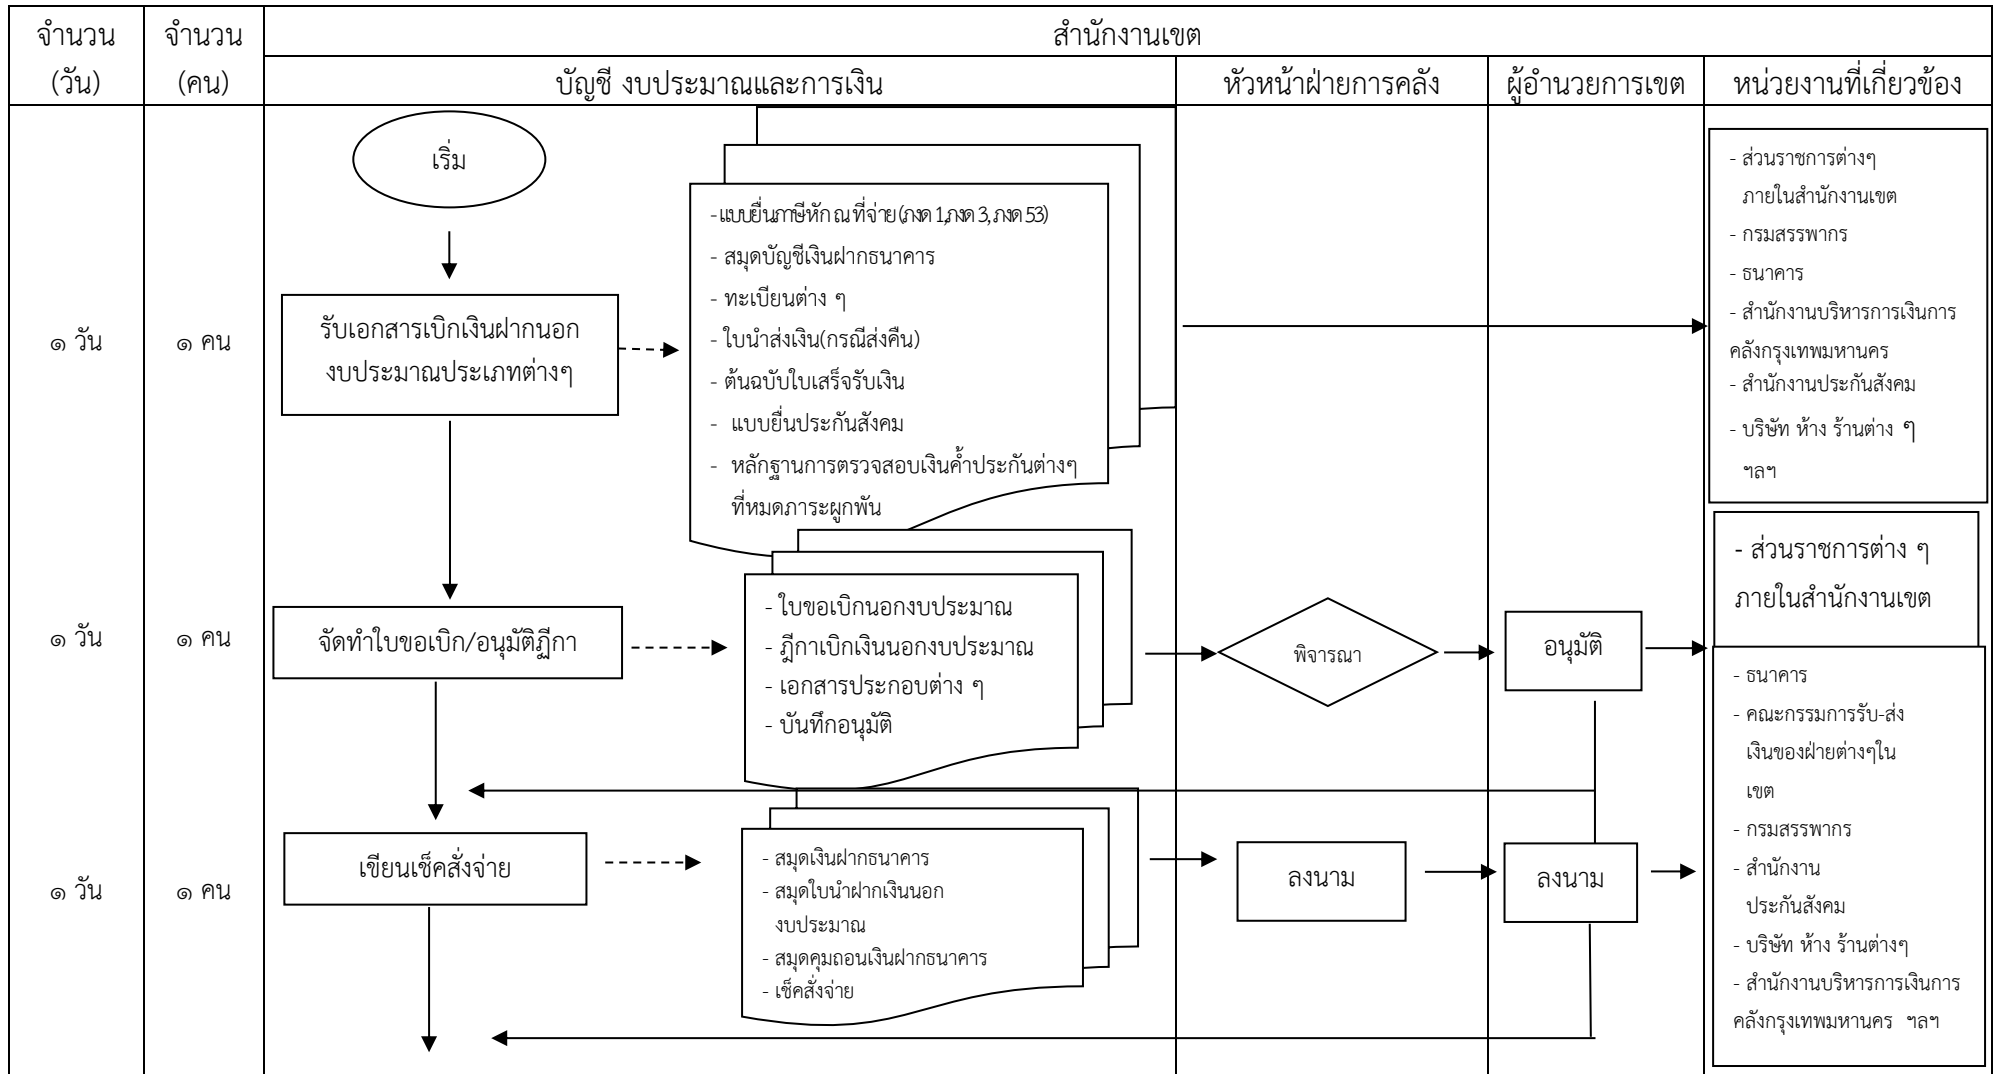 จำนวน
(วัน)
จำนวน
(คน)
สำนักงานเขต
บัญชี งบประมาณและการเงิน
หัวหน้าฝ่ายการคลัง
ผู้อำนวยการเขต
หน่วยงานที่เกี่ยวข้อง
เริ่ม
๑ วัน
๑ คน
รับเอกสารเบิกเงินฝากนอก
งบประมาณประเภทต่างๆ
-แบบยื่นภาษีหัก ณ ที่จ่าย (ภงด 1,ภงด 3, ภงด 53)
- สมุดบัญชีเงินฝากธนาคาร
- ทะเบียนต่าง ๆ
- ใบนำส่งเงิน(กรณีส่งคืน)
- ต้นฉบับใบเสร็จรับเงิน
- แบบยื่นประกันสังคม
- หลักฐานการตรวจสอบเงินค้ำประกันต่างๆ
ที่หมดภาระผูกพัน
- ส่วนราชการต่างๆ
ภายในสำนักงานเขต
- กรมสรรพากร
- ธนาคาร
- สำนักงานบริหารการเงินการ
คลังกรุงเทพมหานคร
- สำนักงานประกันสังคม
- บริษัท ห้าง ร้านต่าง ๆ
ฯลฯ
๑ วัน
๑ คน
จัดทำใบขอเบิก/อนุมัติฎีกา
- ใบขอเบิกนอกงบประมาณ
- ฎีกาเบิกเงินนอกงบประมาณ
- เอกสารประกอบต่าง ๆ
- บันทึกอนุมัติ
พิจารณา
อนุมัติ
- ส่วนราชการต่าง ๆ
ภายในสำนักงานเขต
๑ วัน
๑ คน
เขียนเช็คสั่งจ่าย
- สมุดเงินฝากธนาคาร
- สมุดใบนำฝากเงินนอก
งบประมาณ
- สมุดคุมถอนเงินฝากธนาคาร
- เช็คสั่งจ่าย
ลงนาม
ลงนาม
- ธนาคาร
- คณะกรรมการรับ-ส่ง
เงินของฝ่ายต่างๆใน
เขต
- กรมสรรพากร
- สำนักงาน
ประกันสังคม
- บริษัท ห้าง ร้านต่างๆ
- สำนักงานบริหารการเงินการ
คลังกรุงเทพมหานคร ฯลฯ